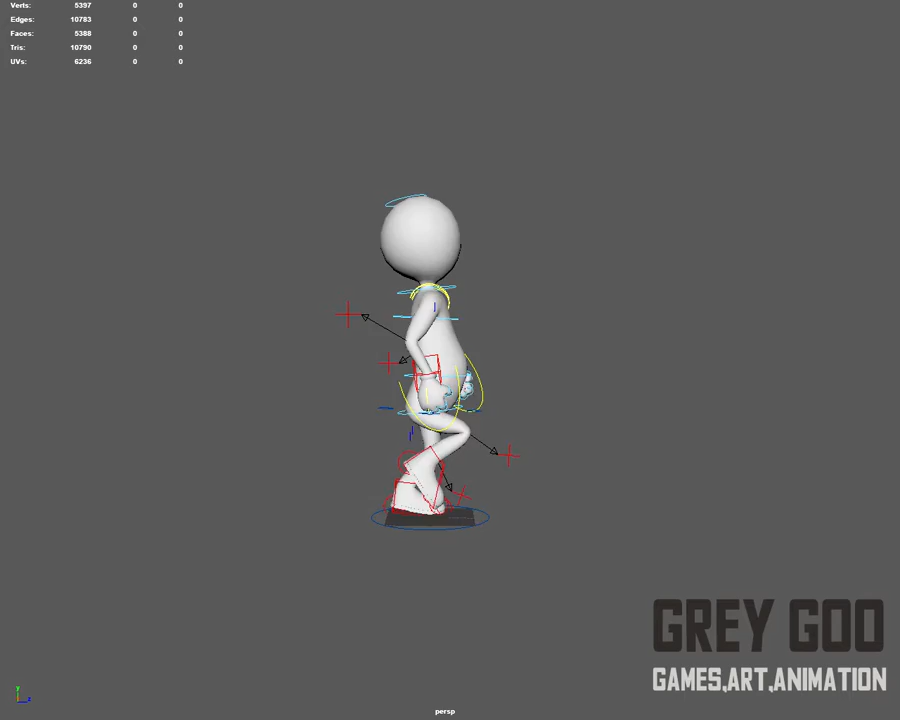 Verts: 5397 0 0
Edges: 10783 0 0
Faces: 5388 0 0
Tris: 10790 0 0
UVs: 6236 0 0
GREY GOO
GAMES,ART,ANIMATION
persp